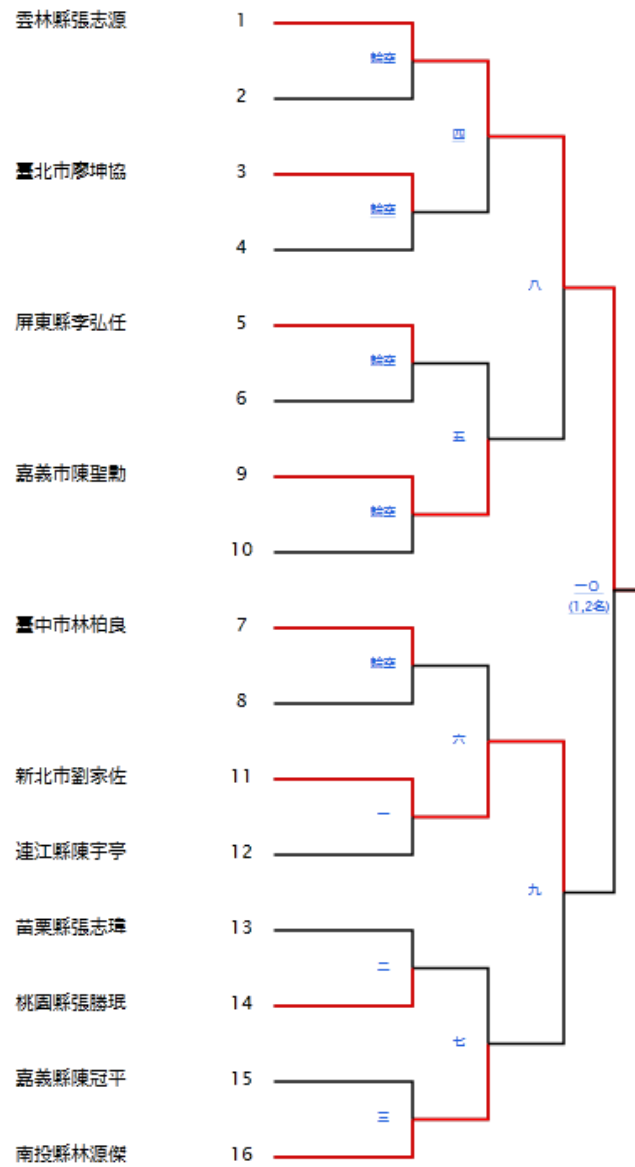 雲林縣張志源 1
輪空
2
四
臺北市廖坤協 3
輪空
4
八
屏東縣李弘任 5
輪空
6
五
嘉義市陳聖勳 9
輪空
10
一○
(1,2名)
臺中市林柏良 7
輪空
8
六
新北市劉家佐 11
一
連江縣陳宇亭 12
九
苗栗縣張志瑋 13
二
桃園縣張勝珉 14
七
嘉義縣陳冠平 15
三
南投縣林源傑 16